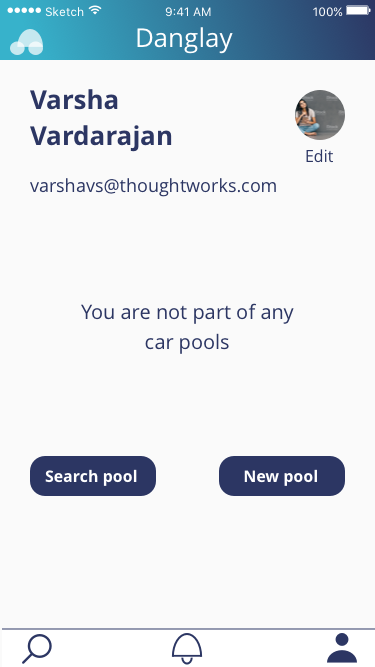 Sketch 9:41 AM 100%
Danglay
Varsha
Vardarajan
Edit
varshavs@thoughtworks.com
You are not part of any
car pools
Search pool
New pool